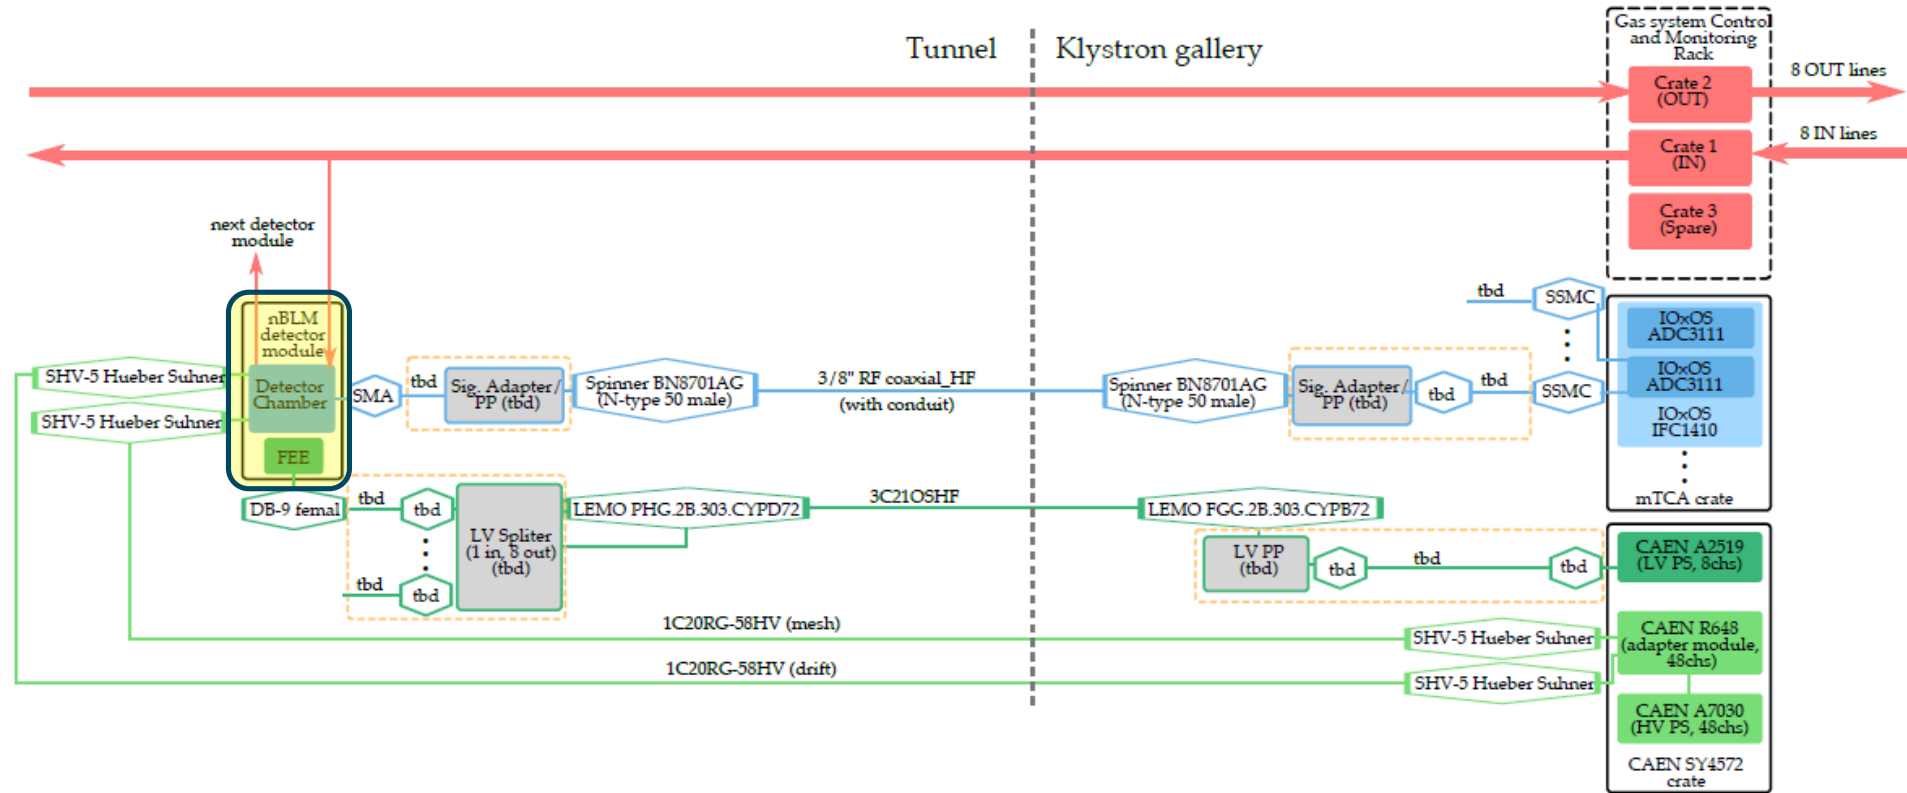 Tunnel
Klystron gallery
Gas system Control
and Monitoring
Rack
Crate 2
(OUT)
8 OUT lines
Crate 1
(IN)
8 IN lines
Crate 3
(Spare)
next detector
module
nBLM
detector
module
Detector
Chamber
FEE
SHV-5 Hueber Suhner
SHV-5 Hueber Suhner
SMA
tbd
Sig. Adapter/
PP (tbd)
Spinner BN8701AG
(N-type 50 male)
3/8" RF coaxial_HF
(with conduit)
Spinner BN8701AG
(N-type 50 male)
Sig. Adapter/
PP (tbd)
tbd
tbd
SSMC
tbd
SSMC
IOxOS
ADC3111
IOxOS
ADC3111
IOxOS
IFC1410
mTCA crate
DB-9 femal
tbd
tbd
tbd
tbd
LV Spliter
(1 in, 8 out)
(tbd)
LEMO PHG.2B.303.CYPD72
3C21OSHF
LEMO FGG.2B.303.CYPB72
LV PP
(tbd)
tbd
tbd
tbd
CAEN A2519
(LV PS, 8chs)
1C20RG-58HV (mesh)
SHV-5 Hueber Suhner
CAEN R648
(adapter module,
48chs)
1C20RG-58HV (drift)
SHV-5 Hueber Suhner
CAEN A7030
(HV PS, 48chs)
CAEN SY4572
crate